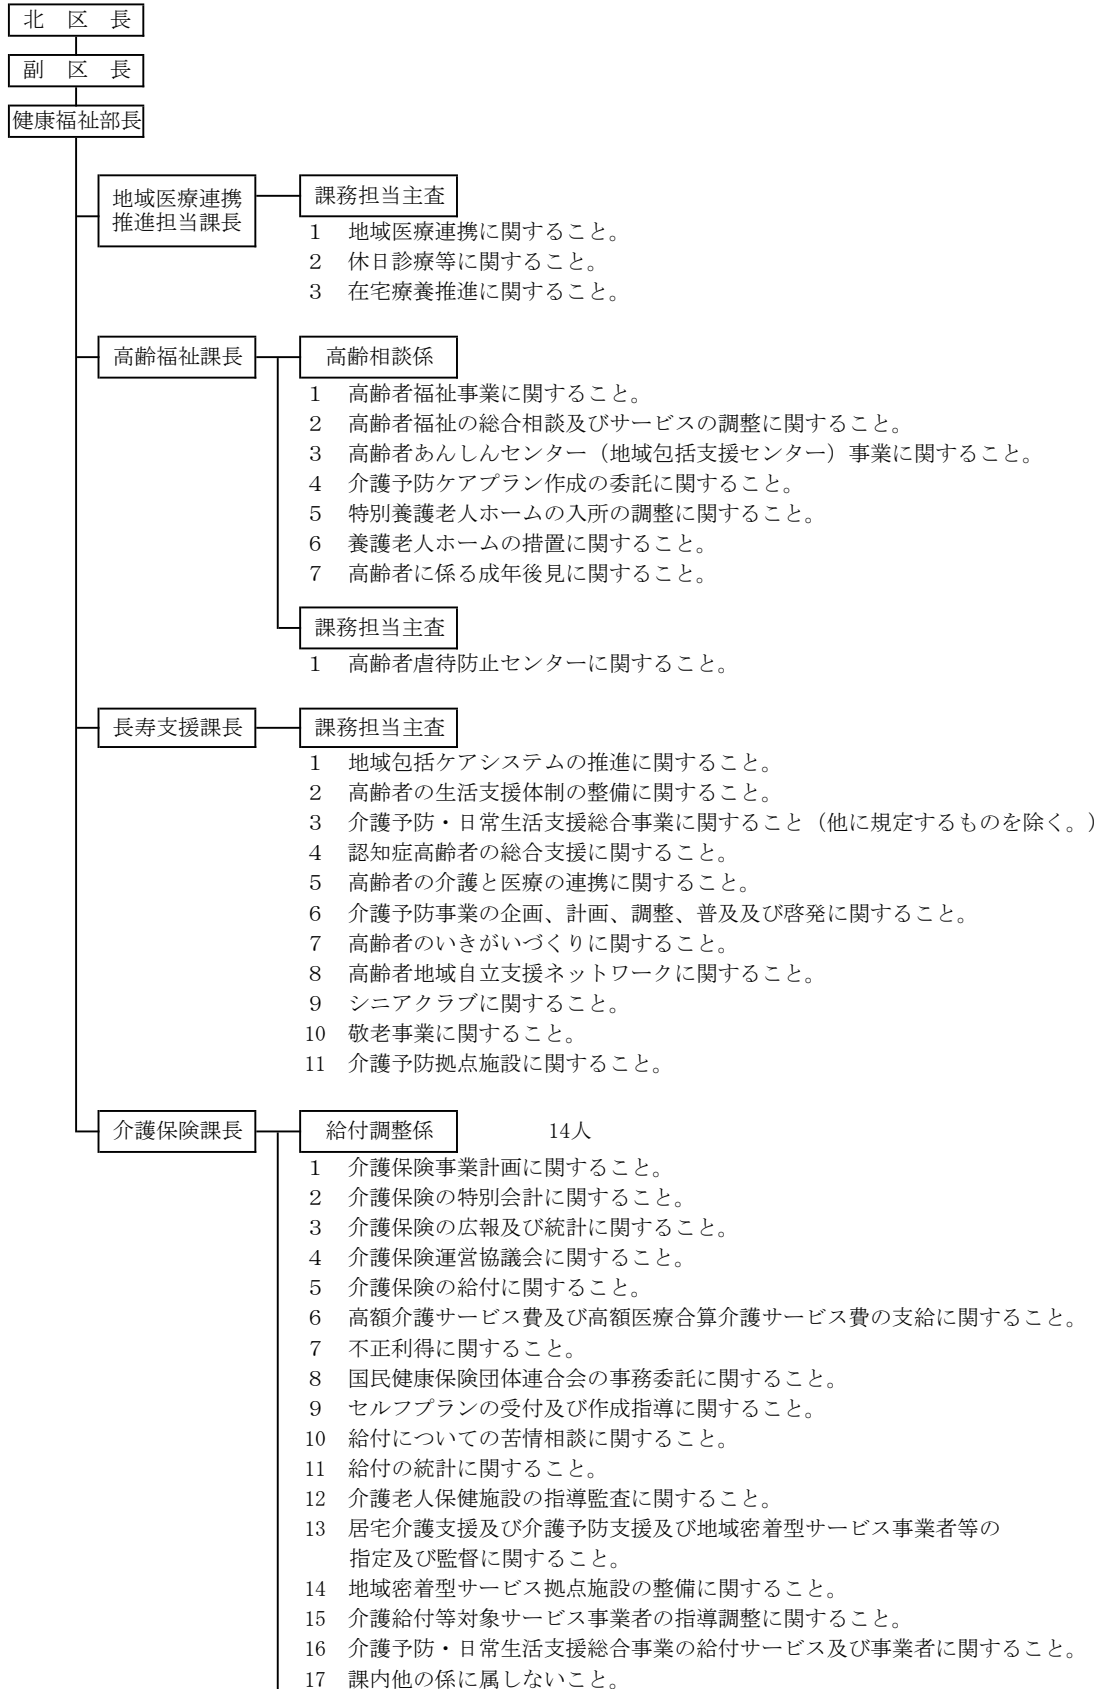 北　区　長
副　区　長
健康福祉部長
地域医療連携
推進担当課長
課務担当主査
1　地域医療連携に関すること。
2　休日診療等に関すること。
3　在宅療養推進に関すること。
高齢福祉課長
高齢相談係
1　高齢者福祉事業に関すること。
2　高齢者福祉の総合相談及びサービスの調整に関すること。
3　高齢者あんしんセンター（地域包括支援センター）事業に関すること。
4　介護予防ケアプラン作成の委託に関すること。
5　特別養護老人ホームの入所の調整に関すること。
6　養護老人ホームの措置に関すること。
7　高齢者に係る成年後見に関すること。
課務担当主査
1　高齢者虐待防止センターに関すること。
長寿支援課長
課務担当主査
1　地域包括ケアシステムの推進に関すること。
2　高齢者の生活支援体制の整備に関すること。
3　介護予防・日常生活支援総合事業に関すること（他に規定するものを除く。）
4　認知症高齢者の総合支援に関すること。
5　高齢者の介護と医療の連携に関すること。
6　介護予防事業の企画、計画、調整、普及及び啓発に関すること。
7　高齢者のいきがいづくりに関すること。
8　高齢者地域自立支援ネットワークに関すること。
9　シニアクラブに関すること。
10　敬老事業に関すること。
11　介護予防拠点施設に関すること。
介護保険課長
給付調整係　14人
1　介護保険事業計画に関すること。
2　介護保険の特別会計に関すること。
3　介護保険の広報及び統計に関すること。
4　介護保険運営協議会に関すること。
5　介護保険の給付に関すること。
6　高額介護サービス費及び高額医療合算介護サービス費の支給に関すること。
7　不正利得に関すること。
8　国民健康保険団体連合会の事務委託に関すること。
9　セルフプランの受付及び作成指導に関すること。
10　給付についての苦情相談に関すること。
11　給付の統計に関すること。
12　介護老人保健施設の指導監査に関すること。
13　居宅介護支援及び介護予防支援及び地域密着型サービス事業者等の
指定及び監督に関すること。
14　地域密着型サービス拠点施設の整備に関すること。
15　介護給付等対象サービス事業者の指導調整に関すること。
16　介護予防・日常生活支援総合事業の給付サービス及び事業者に関すること。
17　課内他の係に属しないこと。